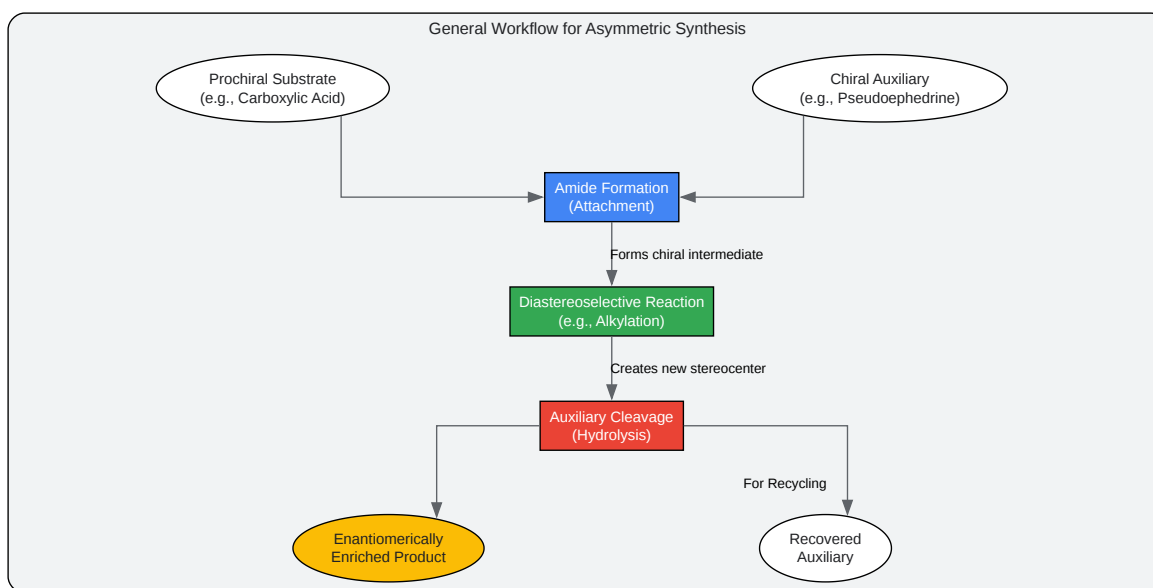 General Workflow for Asymmetric Synthesis
Prochiral Substrate
(e.g., Carboxylic Acid)
Chiral Auxiliary
(e.g., Pseudoephedrine)
Amide Formation
(Attachment)
Forms chiral intermediate
Diastereoselective Reaction
(e.g., Alkylation)
Creates new stereocenter
Auxiliary Cleavage
(Hydrolysis)
For Recycling
Enantiomerically
Enriched Product
Recovered
Auxiliary